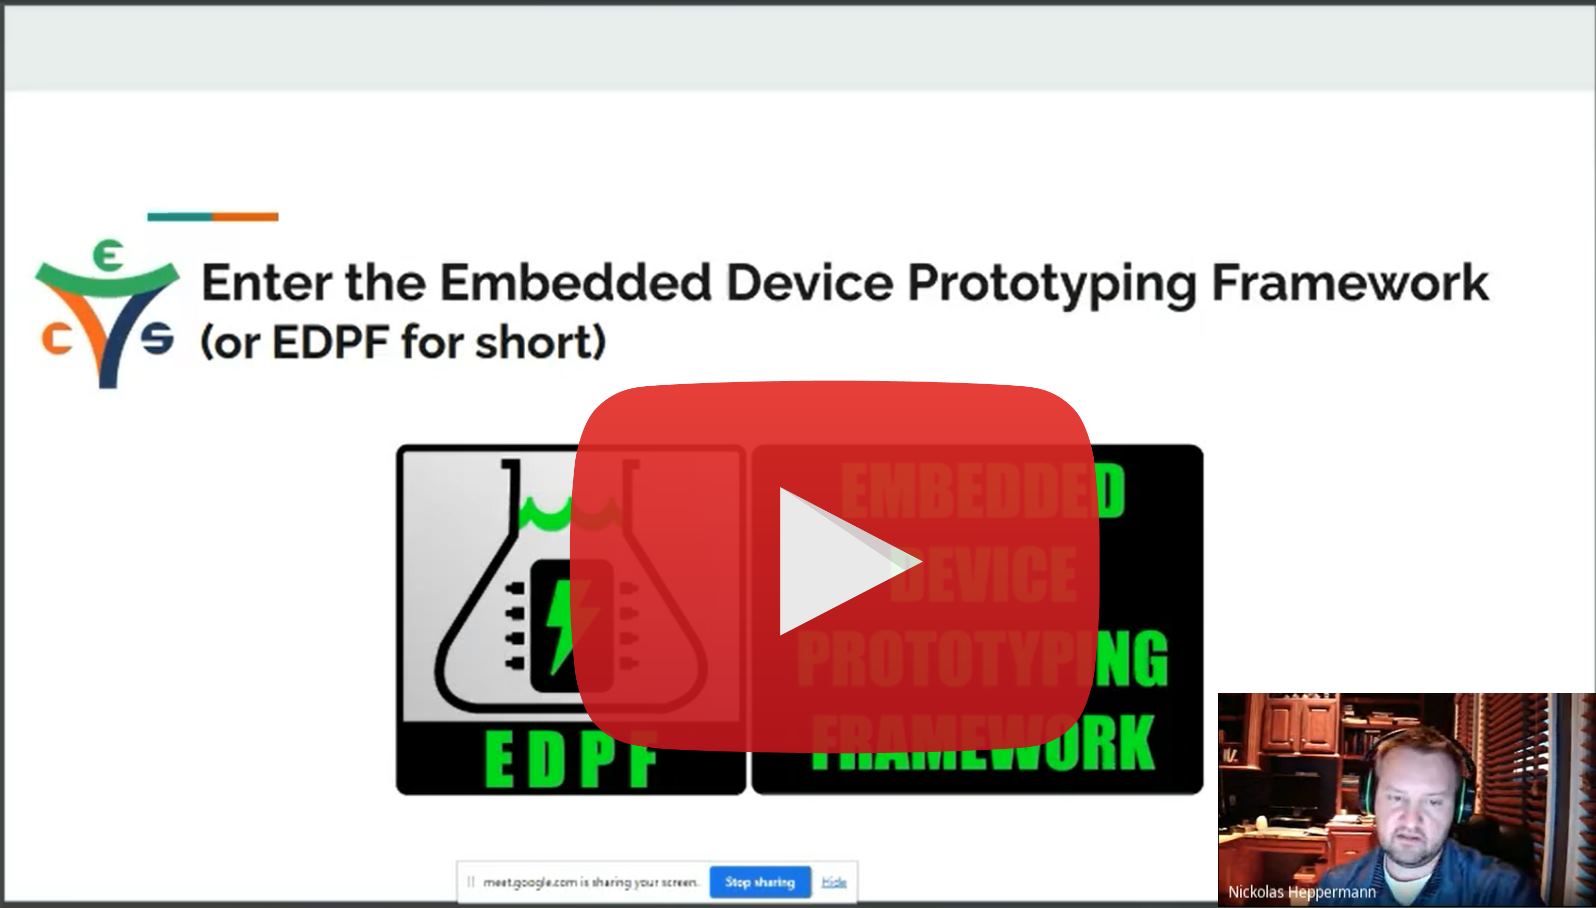 E
C S
Enter the Embedded Device Prototyping Framework
(or EDPF for short)
EMBEDDED
DEVICE
PROTOTYPING
FRAMEWORK
EDPF
meet.google.com is sharing your screen.
Stop sharing
Hide
Nickolas Heppermann